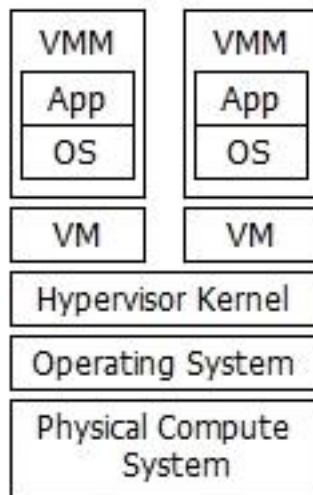 VMM VMM
App App
OS OS
VM VM
Hypervisor Kernel
Operating System
Physical Compute
System